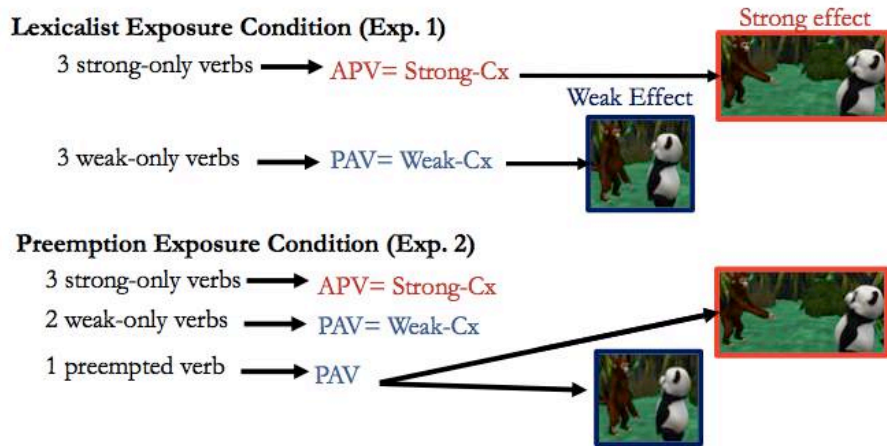 Lexicalist Exposure Condition (Exp. 1)
Strong effect
3 strong-only verbs
APV= Strong-Cx
Weak Effect
3 weak-only verbs
PAV= Weak-Cx
Preemption Exposure Condition (Exp. 2)
3 strong-only verbs
APV= Strong-Cx
2 weak-only verbs
PAV= Weak-Cx
1 preempted verb
PAV